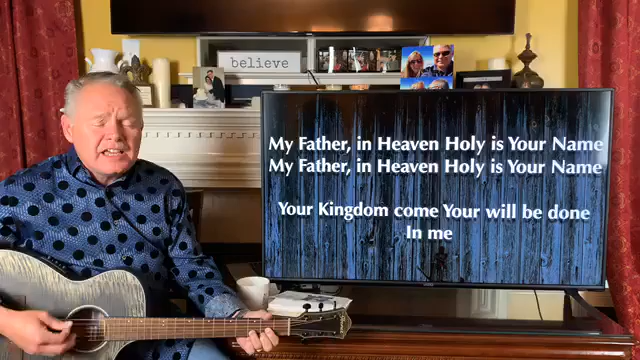 believe
My Father, in Heaven Holy is Your Name
My Father, in Heaven Holy is Your Name
Your Kingdom come Your will be done
In me